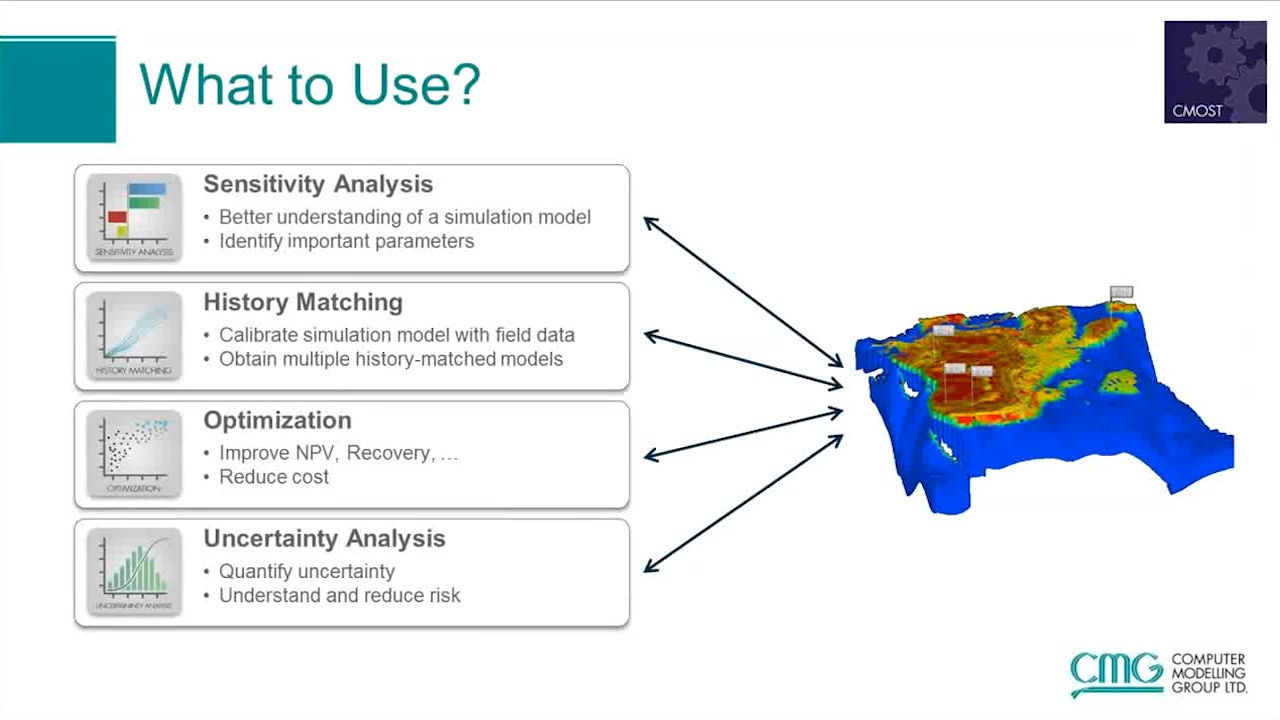 What to Use?
CMOST
Sensitivity Analysis
• Better understanding of a simulation model
• Identify important parameters
SENSITIVITY ANALYSIS
History Matching
• Calibrate simulation model with field data
• Obtain multiple history-matched models
HISTORY MATCHING
Optimization
• Improve NPV, Recovery, ...
• Reduce cost
OPTIMIZATION
Uncertainty Analysis
• Quantify uncertainty
• Understand and reduce risk
UNCERTAINTY ANALYSIS
CMG COMPUTER
MODELLING
GROUP LTD.